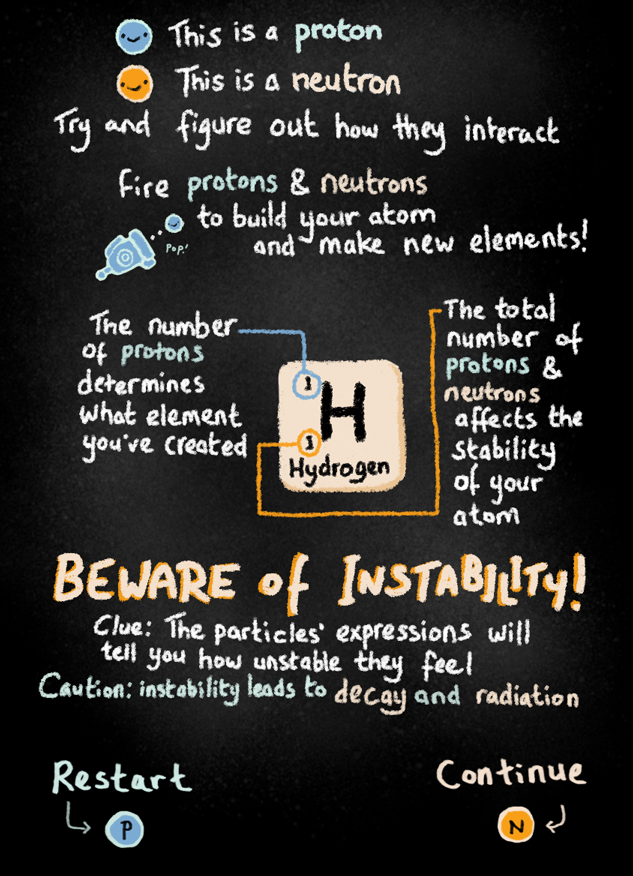 This is a proton
This is a neutron
Try and figure out how they interact
Fire protons & neutrons
to build your atom
Pop!
and make new elements!
The number
of protons
determines
what element
you've created
1
H
1
Hydrogen
The total
number of
protons &
neutrons
affects the
stability
of your
atom
BEWARE of INSTABILITY!
Clue: The particles' expressions will
tell you how unstable they feel
Caution: instability leads to decay and radiation
Restart
P
Continue
N